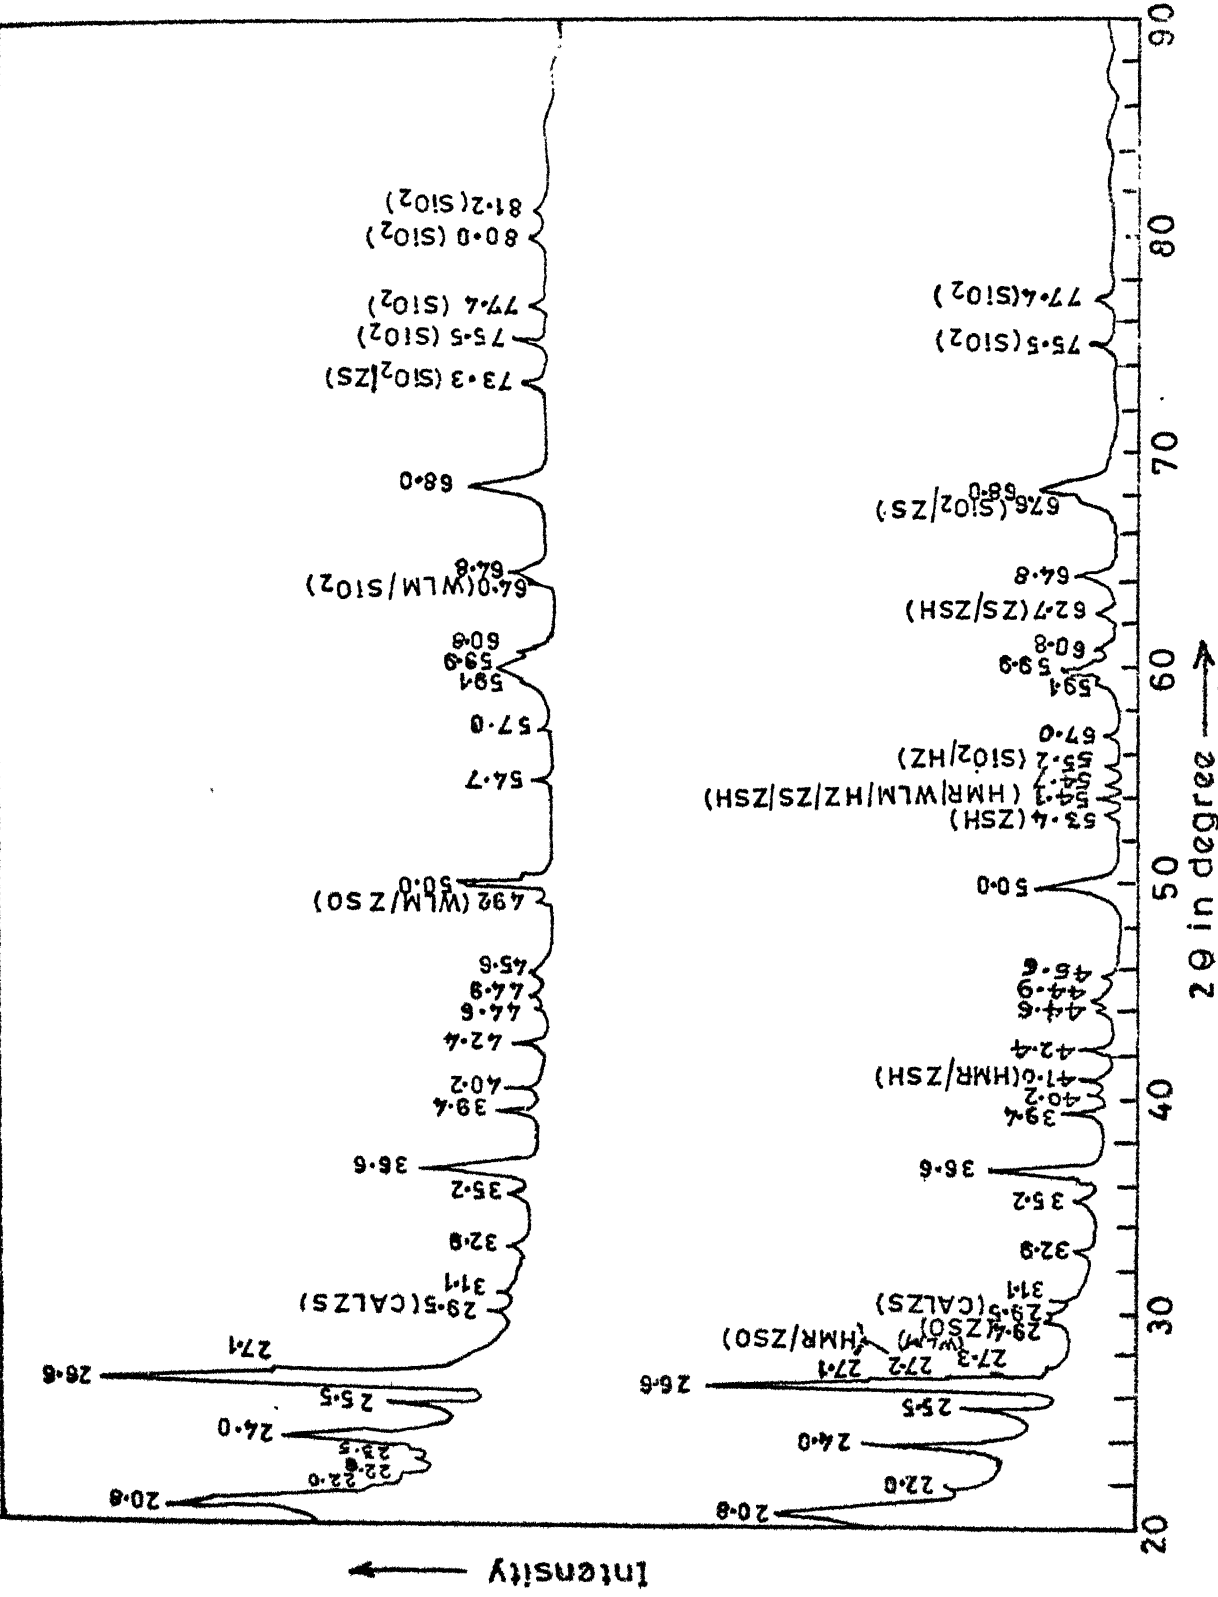 Intensity
20.8
22.0
22.6
23.5
24.0
25.5
26.6
27.1
29.5(CALZS)
31.1
32.9
35.2
36.6
39.4
40.2
42.4
44.6
44.9
45.6
49.2 (WLM/ZSO)
50.0
54.7
57.0
59.1
59.9
60.8
64.0(WLM/SiO2)
64.8
68.0
73.3 (SiO2/ZS)
75.5 (SiO2)
77.4 (SiO2)
80.0 (SiO2)
81.2 (SiO2)
20.8
22.0
24.0
25.5
26.6
27.1
27.2
(HMR/ZSO)
27.3
(WLM)
29.4(ZSO)
29.5(CALZS)
31.1
32.9
35.2
36.6
39.4
40.2
41.0(HMR/ZSH)
42.4
44.6
44.9
45.6
50.0
53.4(ZSH)
54.3 (HMR/WLM/HZ/ZS/ZSH)
54.7
55.2 (SiO2/HZ)
57.0
59.1
59.9
60.8
62.7(ZS/ZSH)
64.8
67.6 (SiO2/ZS)
68.0
75.5(SiO2)
77.4(SiO2)
20
30
40
50
60
70
80
90
2 θ in degree